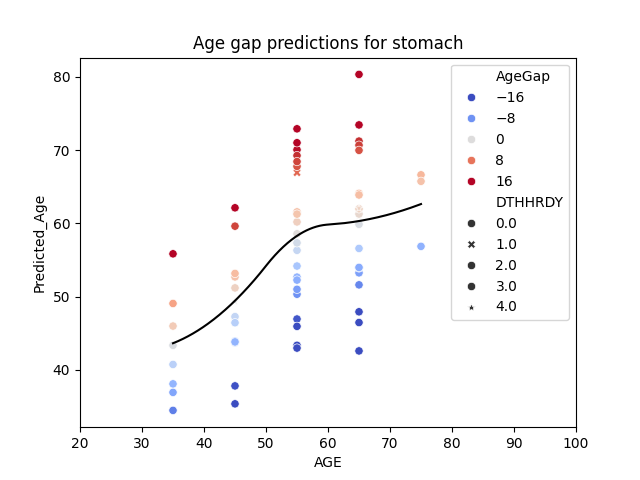 Age gap predictions for stomach
80
70
60
50
40
Predicted_Age
20 30 40 50 60 70 80 90 100
AGE
AgeGap
−16
−8
0
8
16
DTHHRDY
0.0
1.0
2.0
3.0
4.0